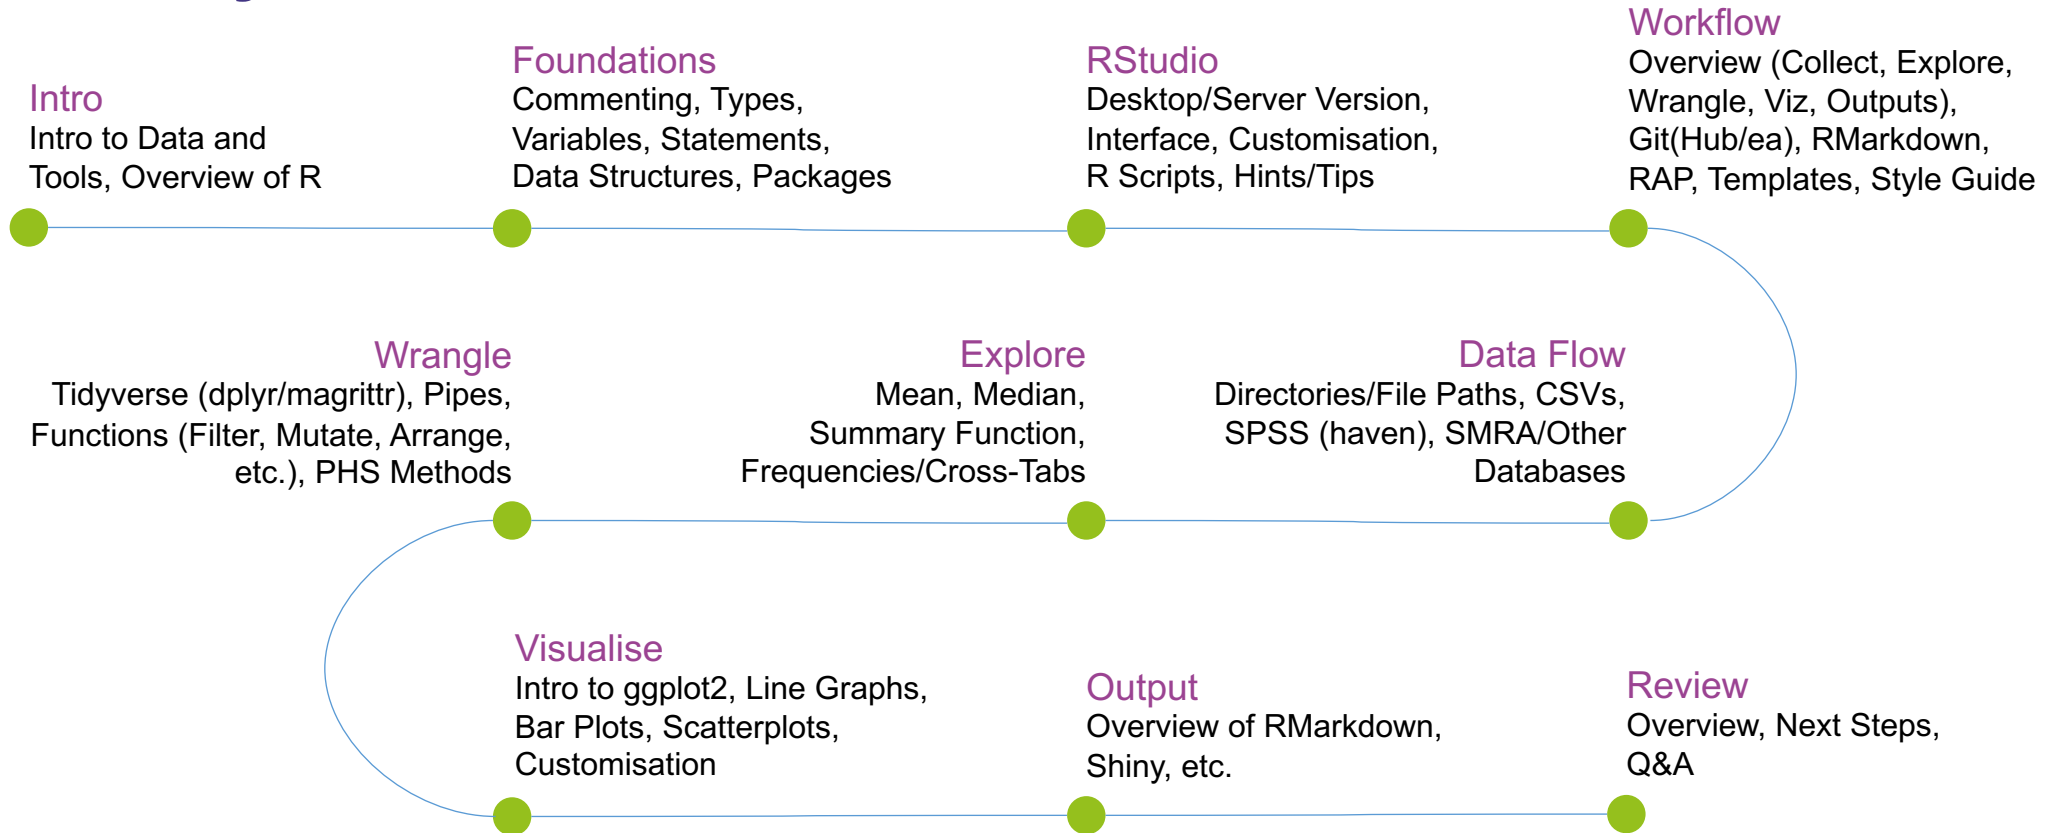 Intro
Intro to Data and
Tools, Overview of R
Foundations
Commenting, Types,
Variables, Statements,
Data Structures, Packages
RStudio
Desktop/Server Version,
Interface, Customisation,
R Scripts, Hints/Tips
Workflow
Overview (Collect, Explore,
Wrangle, Viz, Outputs),
Git(Hub/ea), RMarkdown,
RAP, Templates, Style Guide
Data Flow
Directories/File Paths, CSVs,
SPSS (haven), SMRA/Other
Databases
Explore
Mean, Median,
Summary Function,
Frequencies/Cross-Tabs
Wrangle
Tidyverse (dplyr/magrittr), Pipes,
Functions (Filter, Mutate, Arrange,
etc.), PHS Methods
Visualise
Intro to ggplot2, Line Graphs,
Bar Plots, Scatterplots,
Customisation
Output
Overview of RMarkdown,
Shiny, etc.
Review
Overview, Next Steps,
Q&A